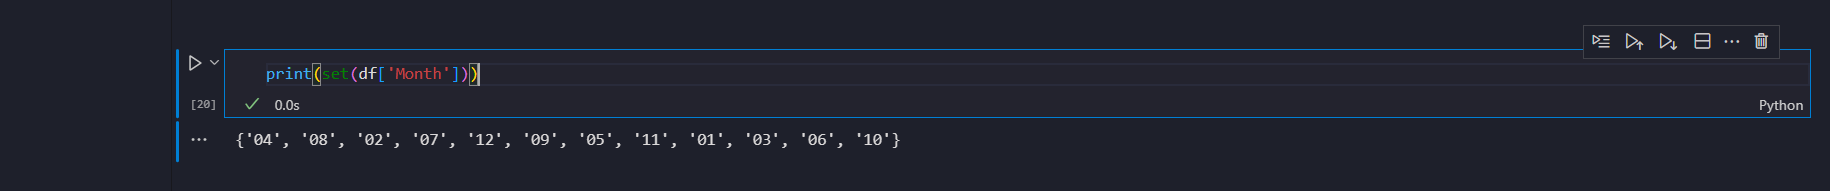 print(set(df['Month']))
[20]
0.0s
Python
{'04', '08', '02', '07', '12', '09', '05', '11', '01', '03', '06', '10'}